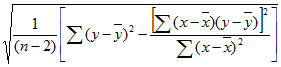 √(1/(n−2) [∑(y−y̅)² − [∑(x−x̅)(y−y̅)]² / ∑(x−x̅)²])